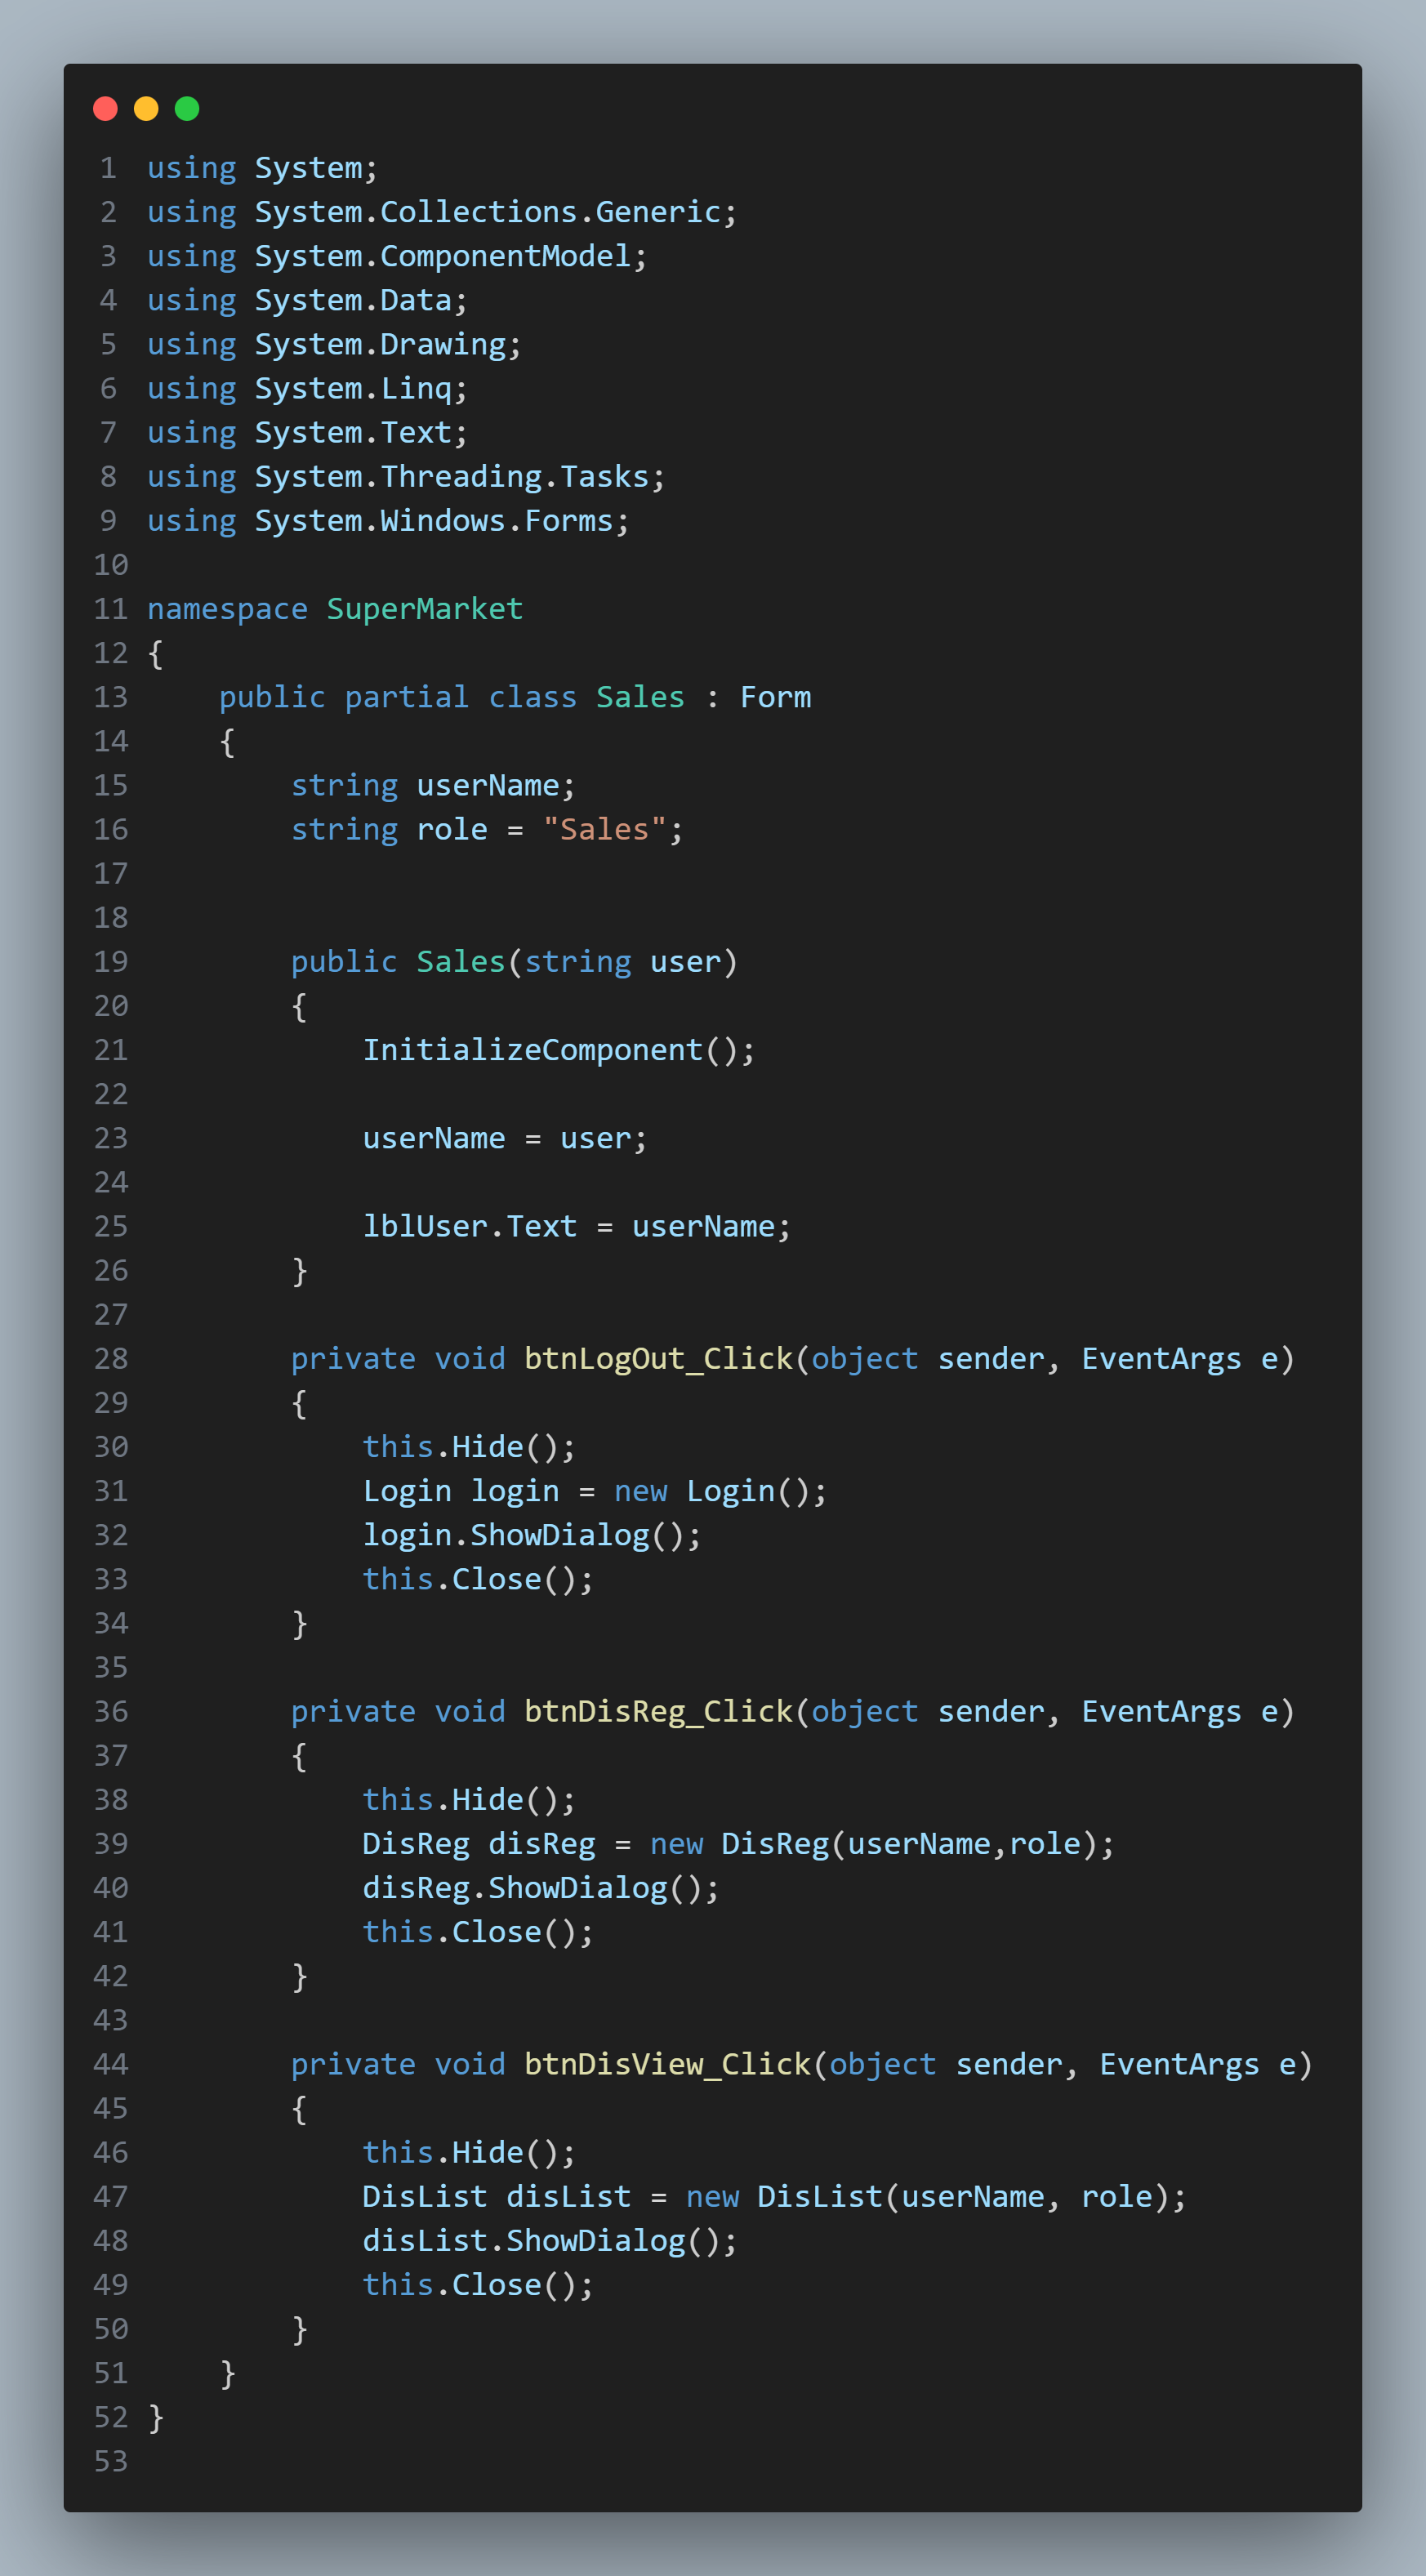 1 using System;
2 using System.Collections.Generic;
3 using System.ComponentModel;
4 using System.Data;
5 using System.Drawing;
6 using System.Linq;
7 using System.Text;
8 using System.Threading.Tasks;
9 using System.Windows.Forms;
10
11 namespace SuperMarket
12 {
13     public partial class Sales : Form
14     {
15         string userName;
16         string role = "Sales";
17
18
19         public Sales(string user)
20         {
21             InitializeComponent();
22
23             userName = user;
24
25             lblUser.Text = userName;
26         }
27
28         private void btnLogOut_Click(object sender, EventArgs e)
29         {
30             this.Hide();
31             Login login = new Login();
32             login.ShowDialog();
33             this.Close();
34         }
35
36         private void btnDisReg_Click(object sender, EventArgs e)
37         {
38             this.Hide();
39             DisReg disReg = new DisReg(userName,role);
40             disReg.ShowDialog();
41             this.Close();
42         }
43
44         private void btnDisView_Click(object sender, EventArgs e)
45         {
46             this.Hide();
47             DisList disList = new DisList(userName, role);
48             disList.ShowDialog();
49             this.Close();
50         }
51     }
52 }
53